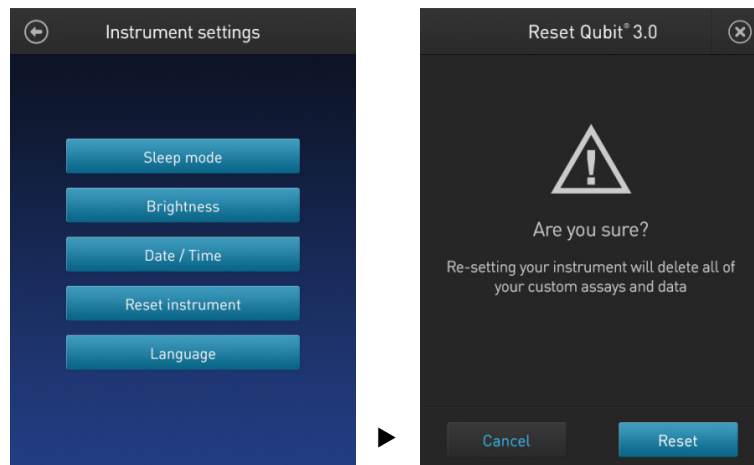 Instrument settings
Sleep mode
Brightness
Date / Time
Reset instrument
Language
Reset Qubit® 3.0
Are you sure?
Re-setting your instrument will delete all of
your custom assays and data
Cancel
Reset